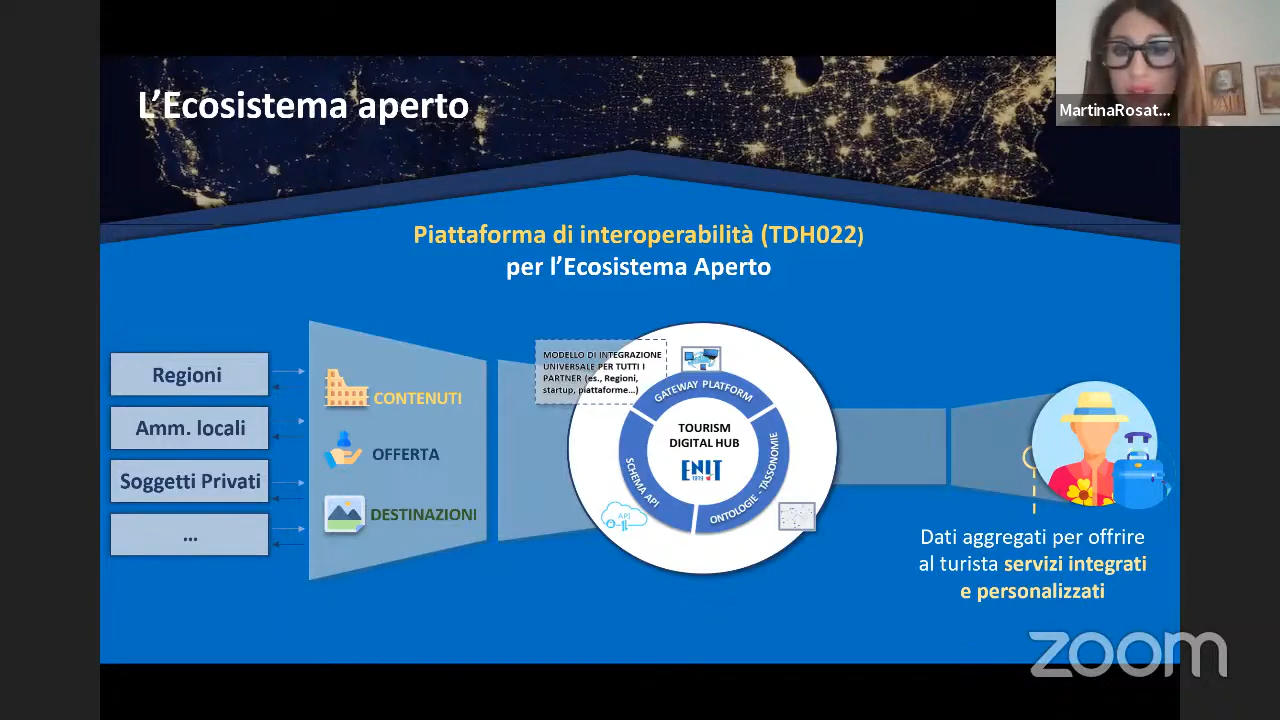 L'Ecosistema aperto
MartinaRosat...
Piattaforma di interoperabilità (TDH022)
per l'Ecosistema Aperto
Regioni
Amm. locali
Soggetti Privati
...
CONTENUTI
OFFERTA
DESTINAZIONI
MODELLO DI INTEGRAZIONE
UNIVERSALE PER TUTTI I
PARTNER (es., Regioni,
startup, piattaforme...)
GATEWAY PLATFORM
TOURISM
DIGITAL HUB
ENIT
SCHEMA API
ONTOLOGIE - TASSONOMIE
API
Dati aggregati per offrire
al turista servizi integrati
e personalizzati
zoom